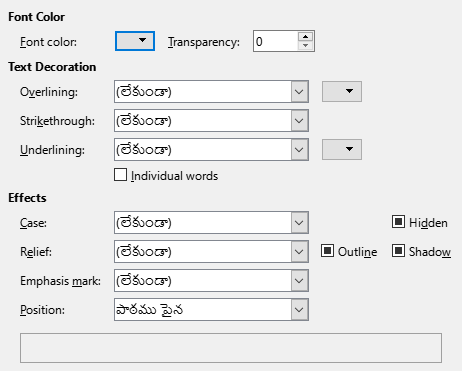 Font Color
Font color: Transparency: 0
Text Decoration
Overlining: (లేకుండా)
Strikethrough: (లేకుండా)
Underlining: (లేకుండా)
Individual words
Effects
Case: (లేకుండా) Hidden
Relief: (లేకుండా) Outline Shadow
Emphasis mark: (లేకుండా)
Position: పాఠము పైన